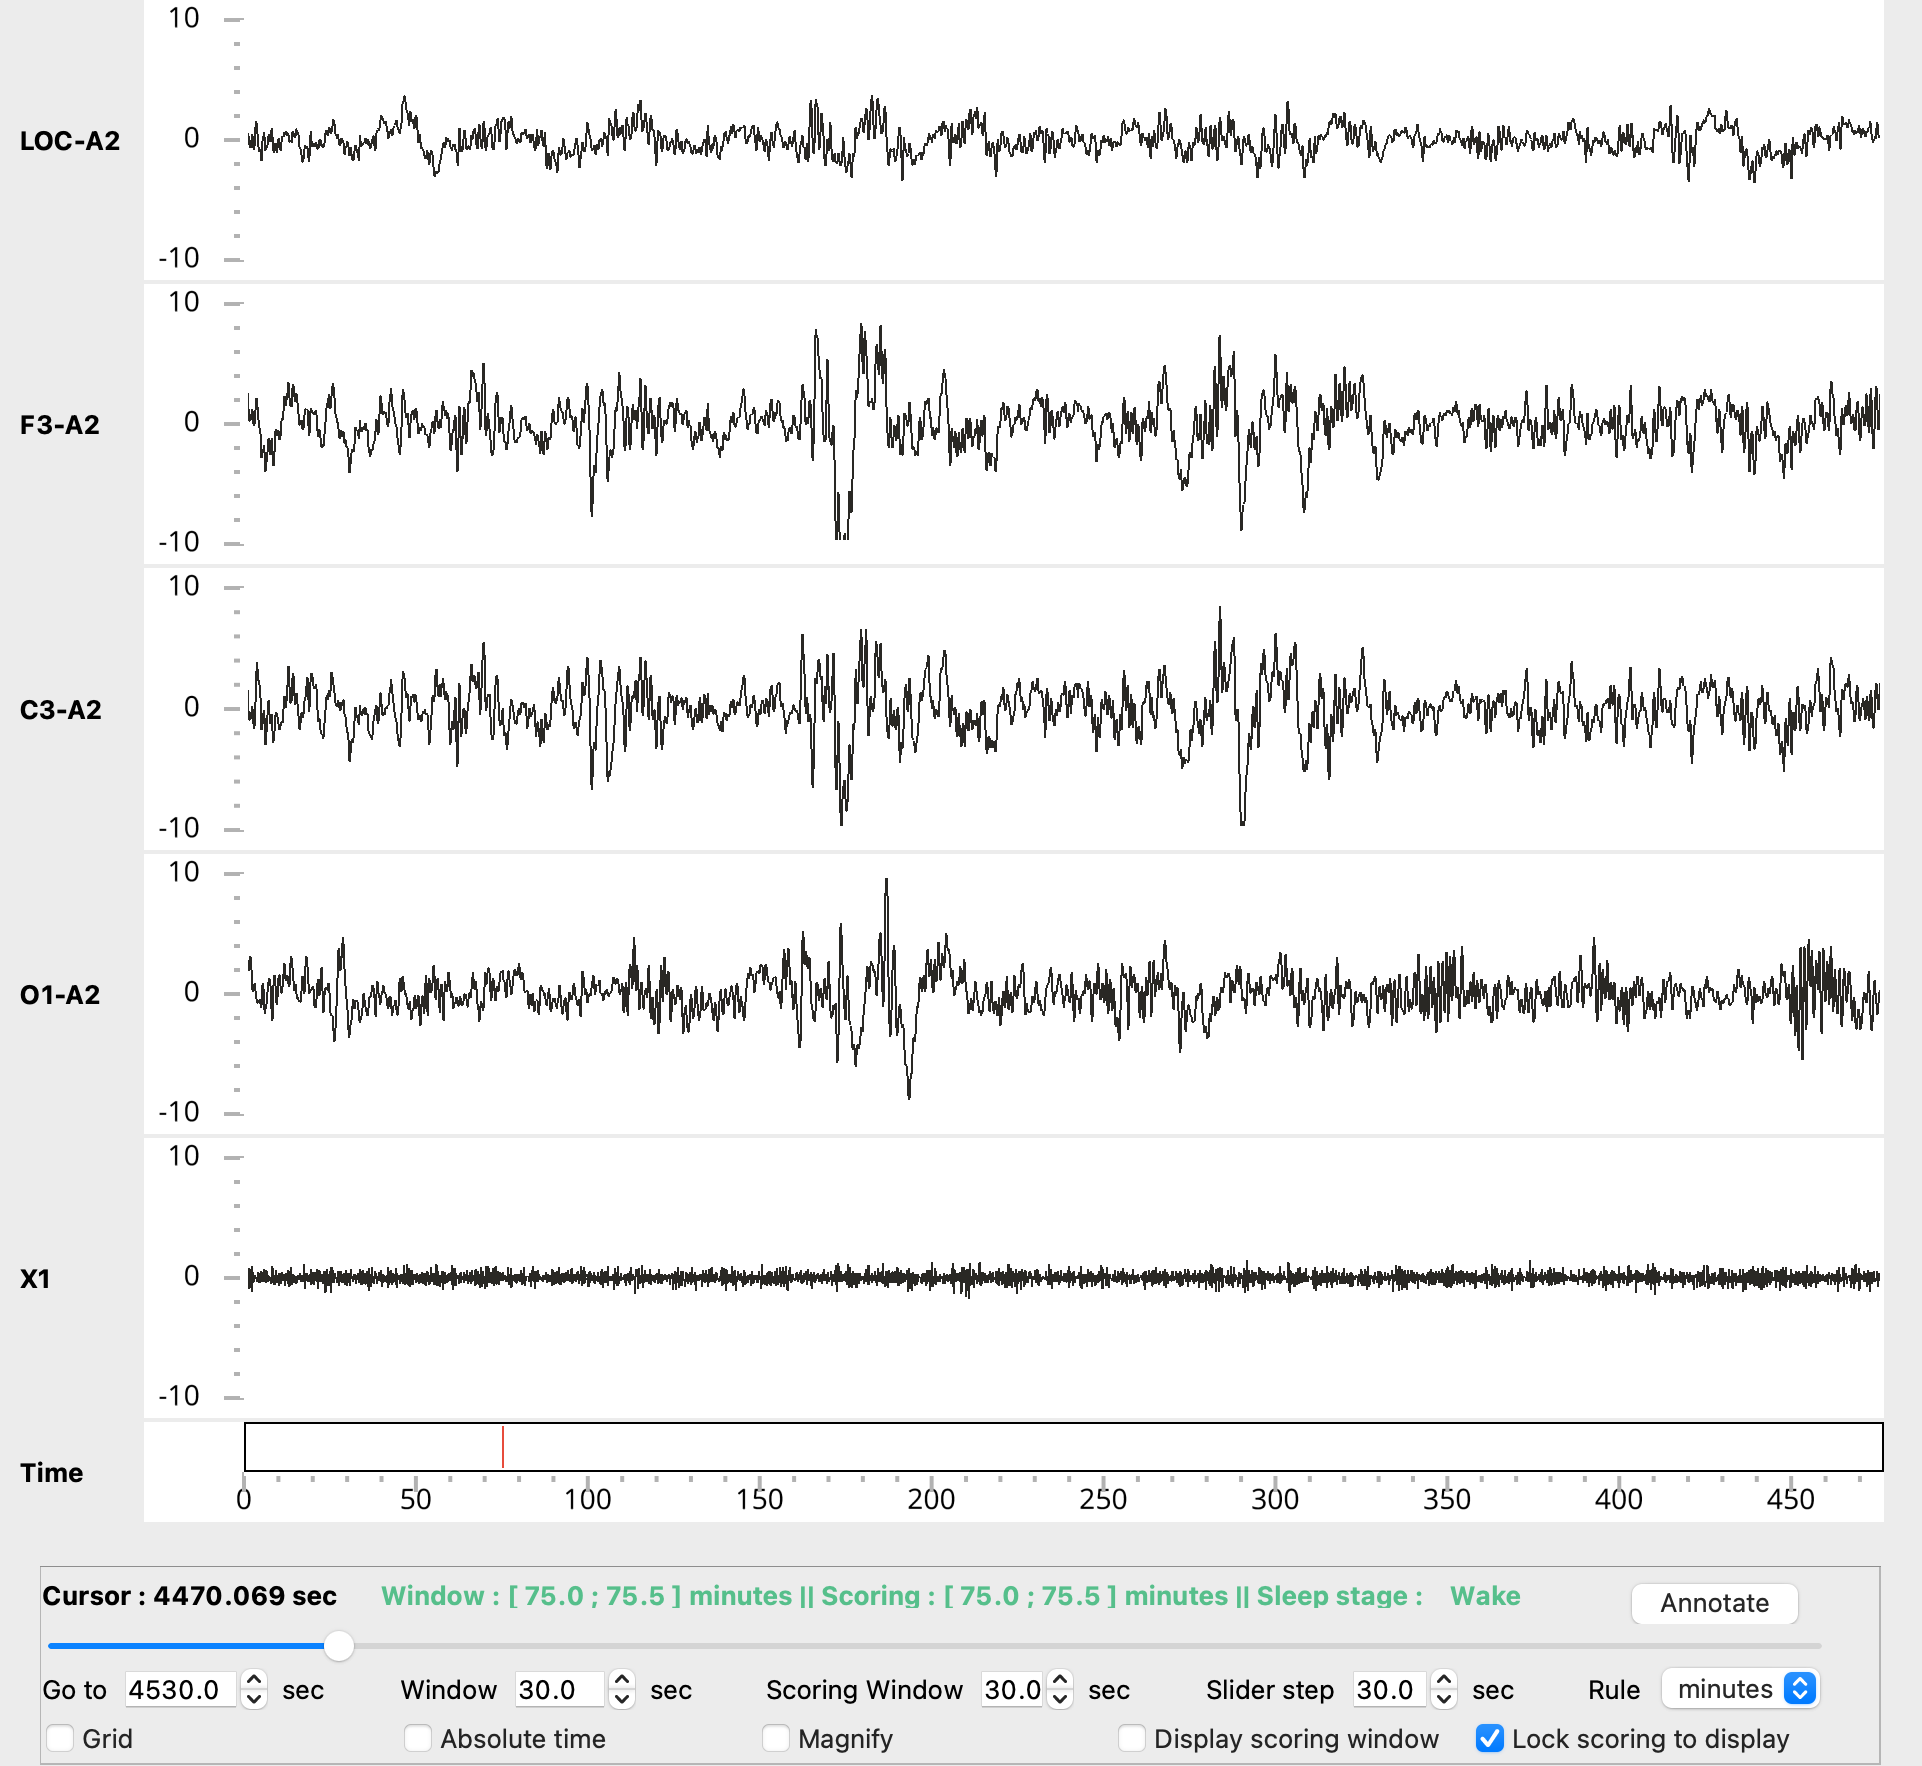 10
LOC-A2 0
-10
10
F3-A2 0
-10
10
C3-A2 0
-10
10
O1-A2 0
-10
10
X1 0
-10
Time
0 50 100 150 200 250 300 350 400 450
Cursor : 4470.069 sec Window : [ 75.0 ; 75.5 ] minutes || Scoring : [ 75.0 ; 75.5 ] minutes || Sleep stage : Wake Annotate
Go to 4530.0 sec Window 30.0 sec Scoring Window 30.0 sec Slider step 30.0 sec Rule minutes
Grid Absolute time Magnify Display scoring window Lock scoring to display